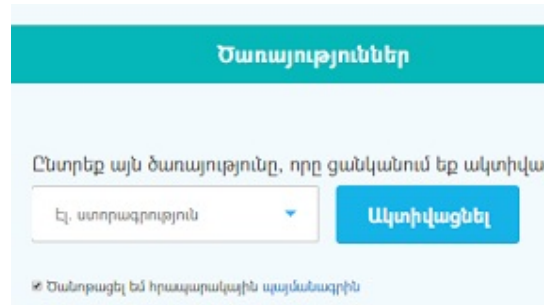 Ծառայություններ
Ընտրեք այն ծառայությունը, որը ցանկանում եք ակտիվա
Էլ. ստորագրություն
Ակտիվացնել
Ծանոթացել եմ հրապարակային պայմանագրին